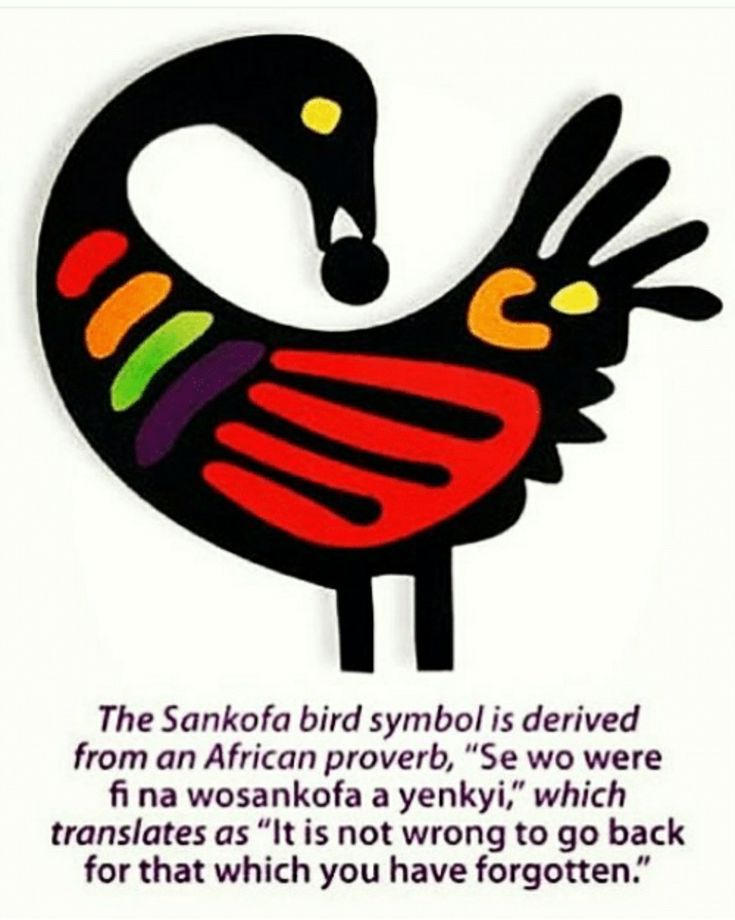 The Sankofa bird symbol is derived
from an African proverb, "Se wo were
fi na wosankofa a yenkyi," which
translates as "It is not wrong to go back
for that which you have forgotten."